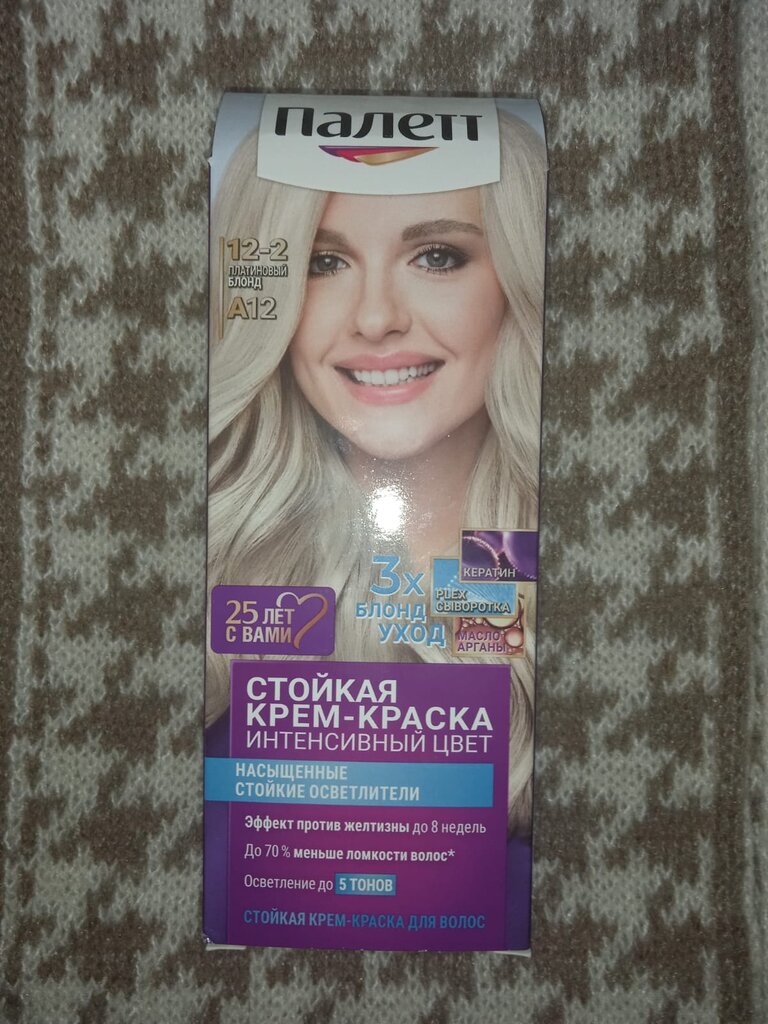 Палетт
12-2
ПЛАТИНОВЫЙ
БЛОНД
A12
3х
БЛОНД
УХОД
КЕРАТИН
PLEX
СЫВОРОТКА
МАСЛО
АРГАНЫ
25 ЛЕТ
С ВАМИ
СТОЙКАЯ
КРЕМ-КРАСКА
ИНТЕНСИВНЫЙ ЦВЕТ
НАСЫЩЕННЫЕ
СТОЙКИЕ ОСВЕТЛИТЕЛИ
Эффект против желтизны до 8 недель
До 70 % меньше ломкости волос*
Осветление до 5 ТОНОВ
СТОЙКАЯ КРЕМ-КРАСКА ДЛЯ ВОЛОС